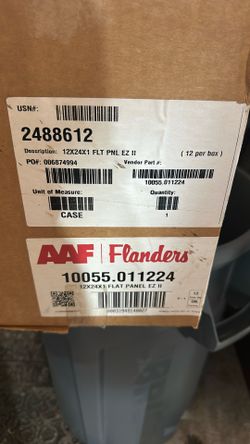 USN#:
2488612
Description: 12X24X1 FLT PNL EZ II ( 12 per box )
PO#: 006874994 Vendor Part #:
10055.011224
Unit of Measure: Quantity:
CASE 1
AAF | Flanders
10055.011224
12X24X1 FLAT PANEL EZ II
12